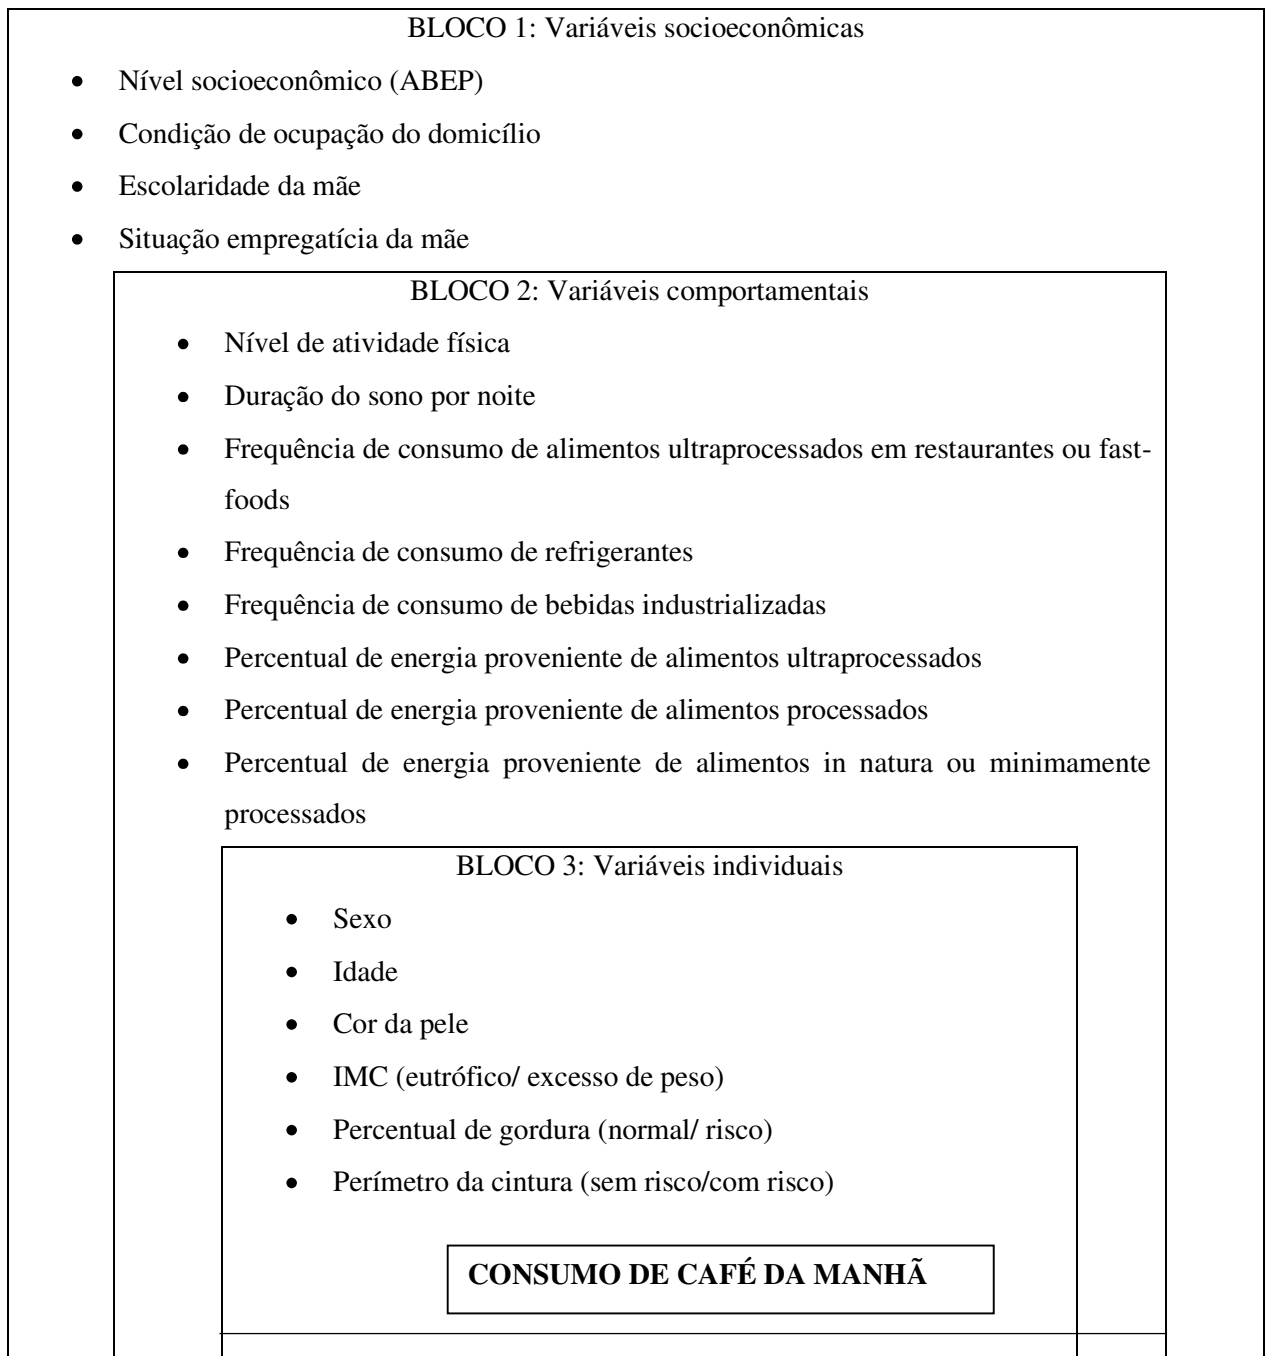 BLOCO 1: Variáveis socioeconômicas
• Nível socioeconômico (ABEP)
• Condição de ocupação do domicílio
• Escolaridade da mãe
• Situação empregatícia da mãe
BLOCO 2: Variáveis comportamentais
• Nível de atividade física
• Duração do sono por noite
• Frequência de consumo de alimentos ultraprocessados em restaurantes ou fast-
foods
• Frequência de consumo de refrigerantes
• Frequência de consumo de bebidas industrializadas
• Percentual de energia proveniente de alimentos ultraprocessados
• Percentual de energia proveniente de alimentos processados
• Percentual de energia proveniente de alimentos in natura ou minimamente
processados
BLOCO 3: Variáveis individuais
• Sexo
• Idade
• Cor da pele
• IMC (eutrófico/ excesso de peso)
• Percentual de gordura (normal/ risco)
• Perímetro da cintura (sem risco/com risco)
CONSUMO DE CAFÉ DA MANHÃ